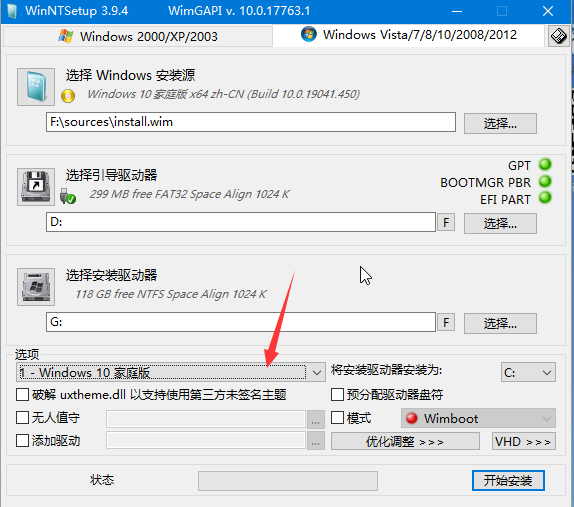 WinNTSetup 3.9.4 WimGAPI v. 10.0.17763.1
Windows 2000/XP/2003 Windows Vista/7/8/10/2008/2012
选择 Windows 安装源
Windows 10 家庭版 x64 zh-CN (Build 10.0.19041.450)
F:\sources\install.wim 选择...
选择引导驱动器 GPT
299 MB free FAT32 Space Align 1024 K BOOTMGR PBR
EFI PART
D: F 选择...
选择安装驱动器
118 GB free NTFS Space Align 1024 K
G: F 选择...
选项
1 - Windows 10 家庭版 将安装驱动器安装为: C:
破解 uxtheme.dll 以支持使用第三方未签名主题 预分配驱动器盘符
无人值守 ... 模式 Wimboot
添加驱动 ... 优化调整 >>> VHD >>>
状态 开始安装